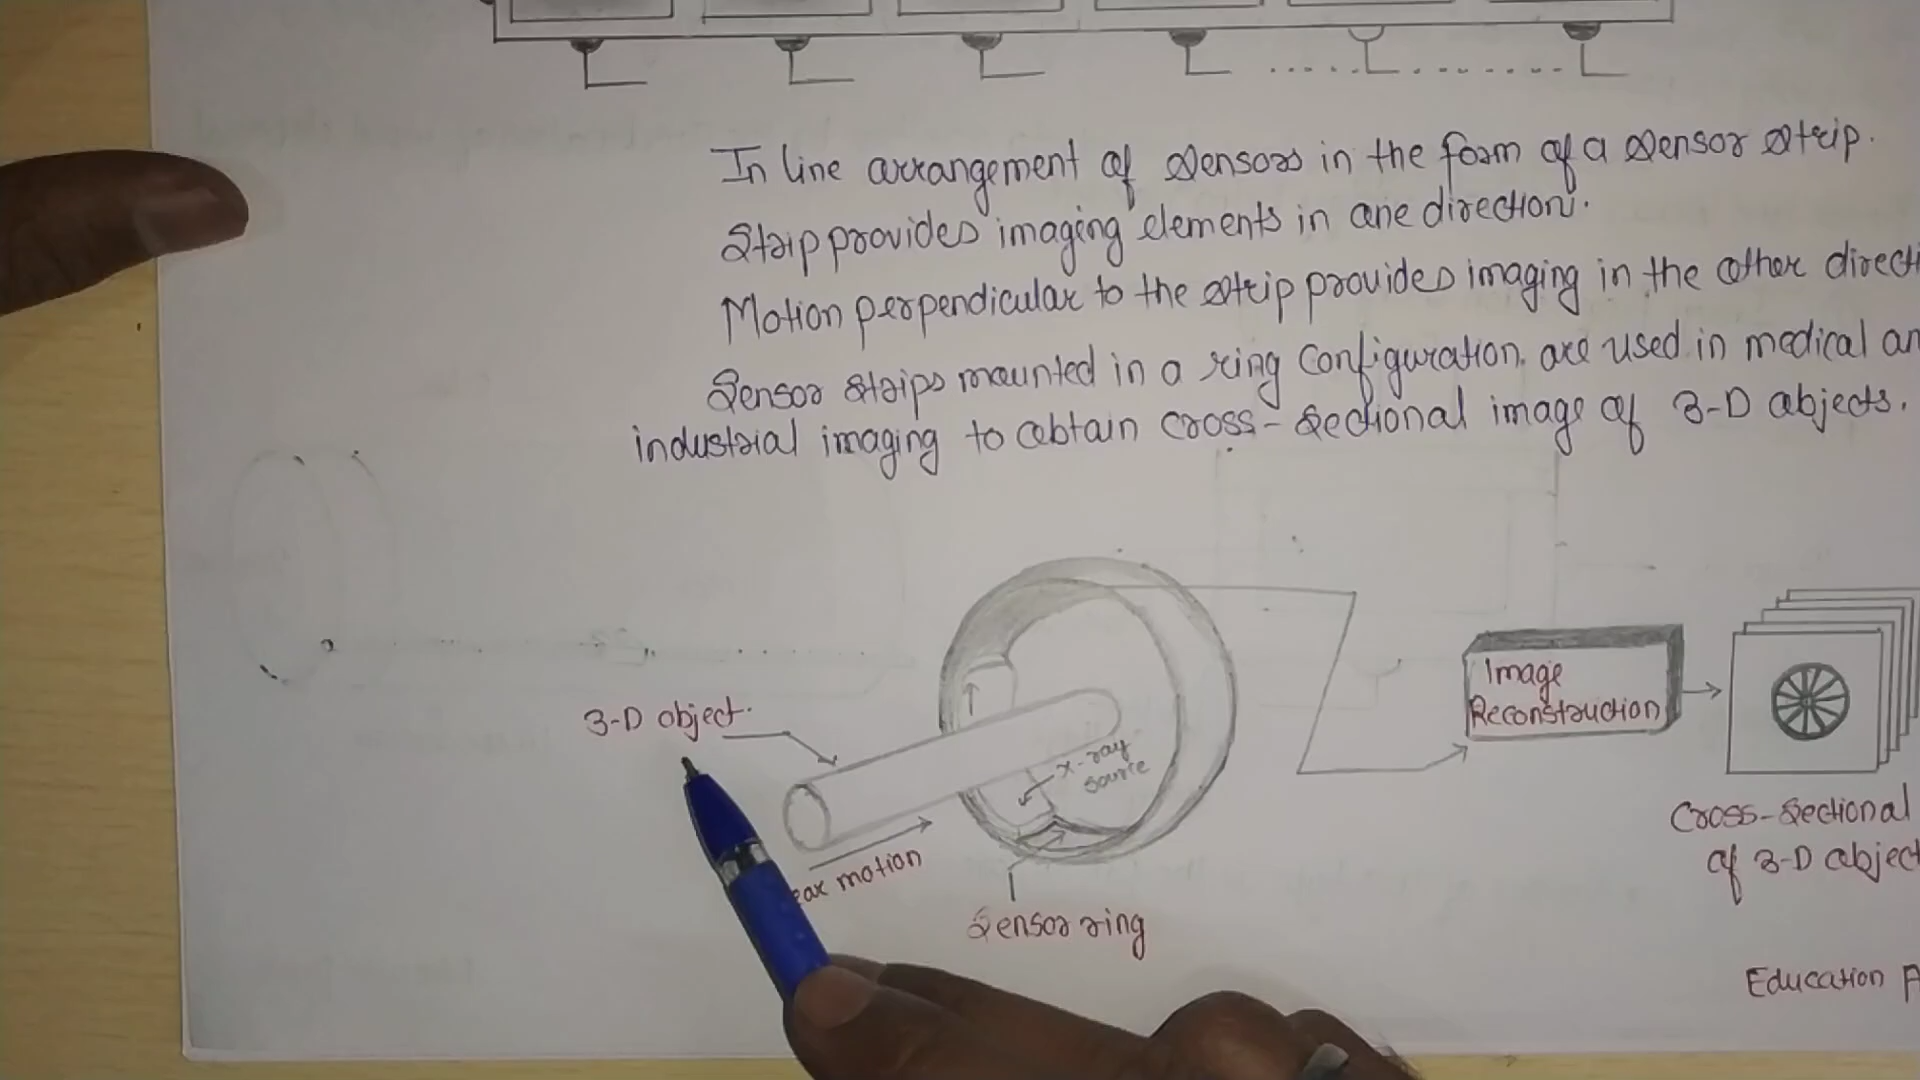 In line arrangement of sensors in the form of a sensor strip.
Strip provides imaging elements in one direction.
Motion perpendicular to the strip provides imaging in the other directi
Sensor strips mounted in a ring configuration. are used in medical an
industrial imaging to obtain cross-sectional image of 3-D objects.
3-D object.
Image
Reconstruction
x-ray
source
ear motion
Sensor ring
Cross-Sectional
of 3-D object
Education A